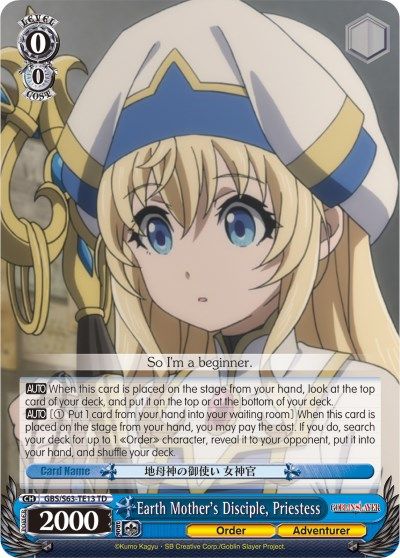 LEVEL
0
0
COST
So I'm a beginner.
AUTO When this card is placed on the stage from your hand, look at the top
card of your deck, and put it on the top or at the bottom of your deck.
AUTO [① Put 1 card from your hand into your waiting room] When this card is
placed on the stage from your hand, you may pay the cost. If you do, search
your deck for up to 1 «Order» character, reveal it to your opponent, put it into
your hand, and shuffle your deck.
Card Name 地母神の御使い 女神官
CH GBS/S63-TE13 TD
Earth Mother's Disciple, Priestess
GOBLIN SLAYER
POWER 2000 SOUL
Order Adventurer
©Kumo Kagyu・SB Creative Corp./Goblin Slayer Project.